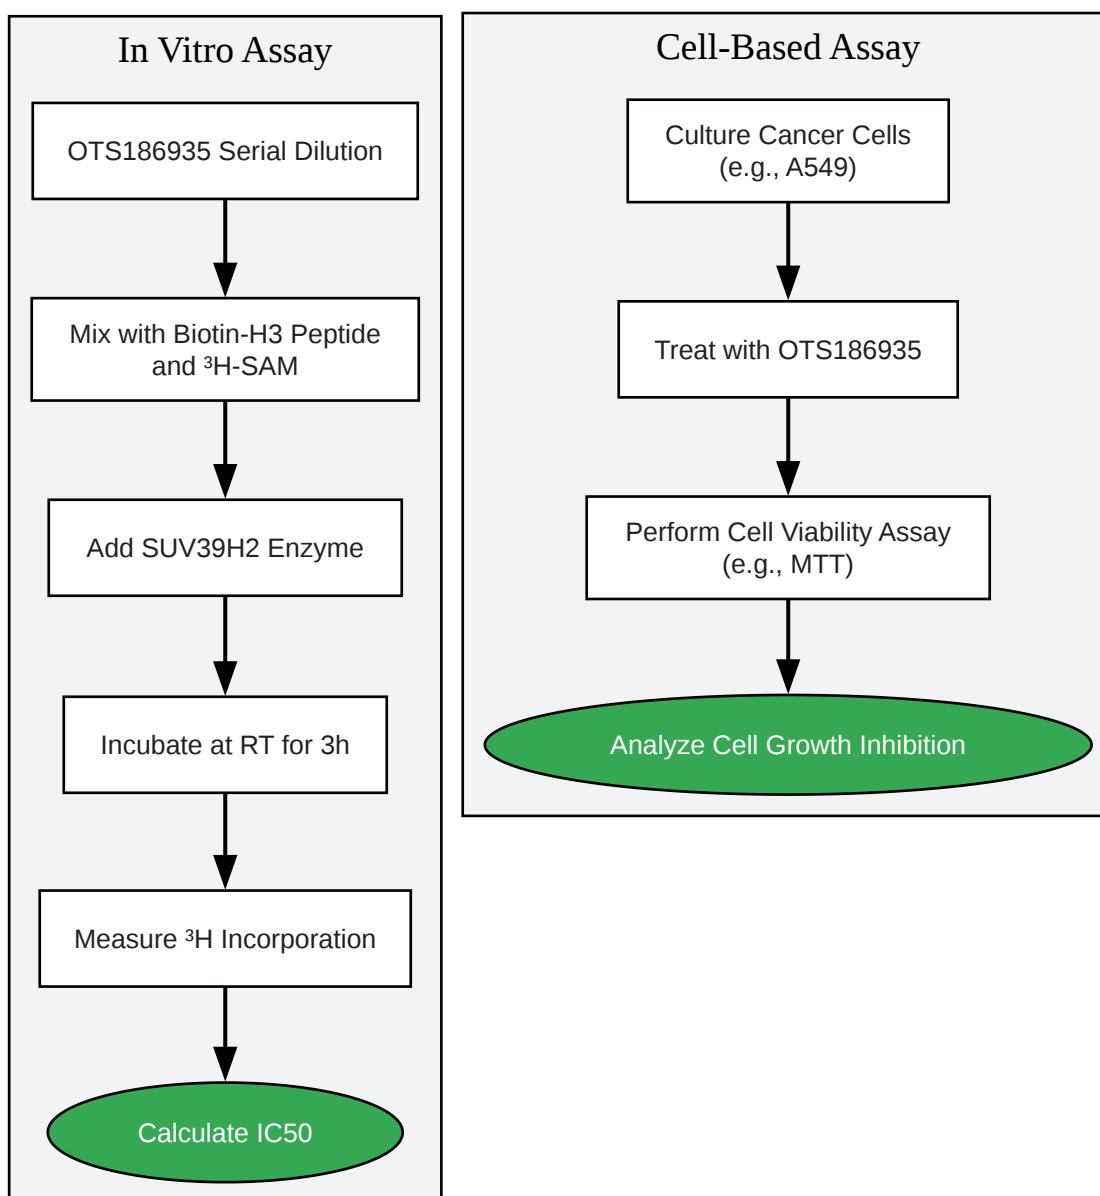 In Vitro Assay
OTS186935 Serial Dilution
Mix with Biotin-H3 Peptide
and ³H-SAM
Add SUV39H2 Enzyme
Incubate at RT for 3h
Measure ³H Incorporation
Calculate IC50
Cell-Based Assay
Culture Cancer Cells
(e.g., A549)
Treat with OTS186935
Perform Cell Viability Assay
(e.g., MTT)
Analyze Cell Growth Inhibition